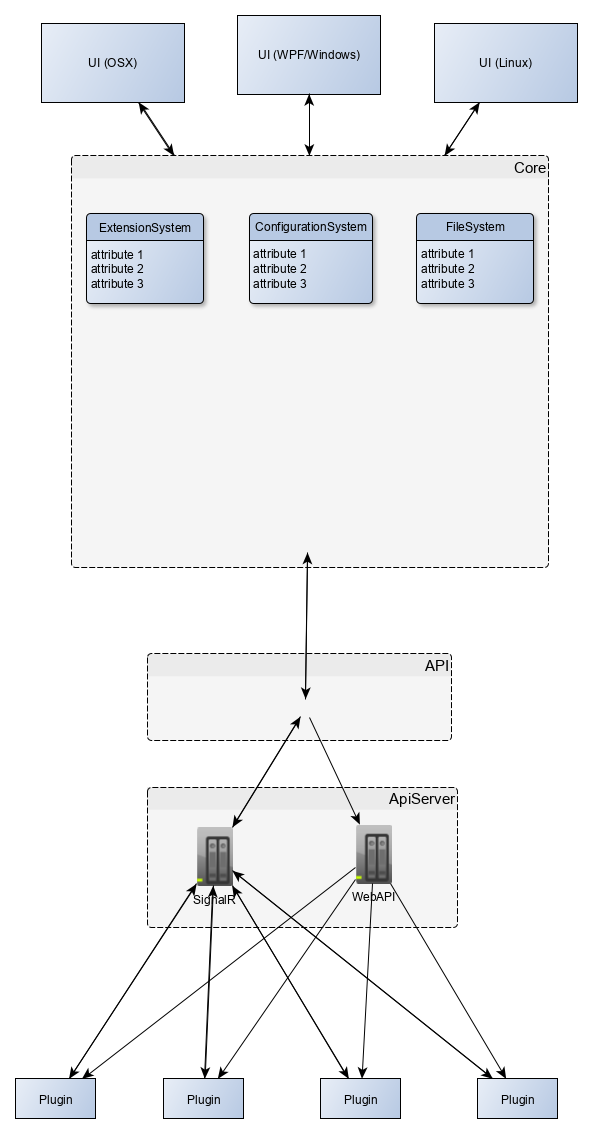 UI (OSX)
UI (WPF/Windows)
UI (Linux)
Core
ExtensionSystem
attribute 1
attribute 2
attribute 3
ConfigurationSystem
attribute 1
attribute 2
attribute 3
FileSystem
attribute 1
attribute 2
attribute 3
API
ApiServer
SignalR
WebAPI
Plugin
Plugin
Plugin
Plugin